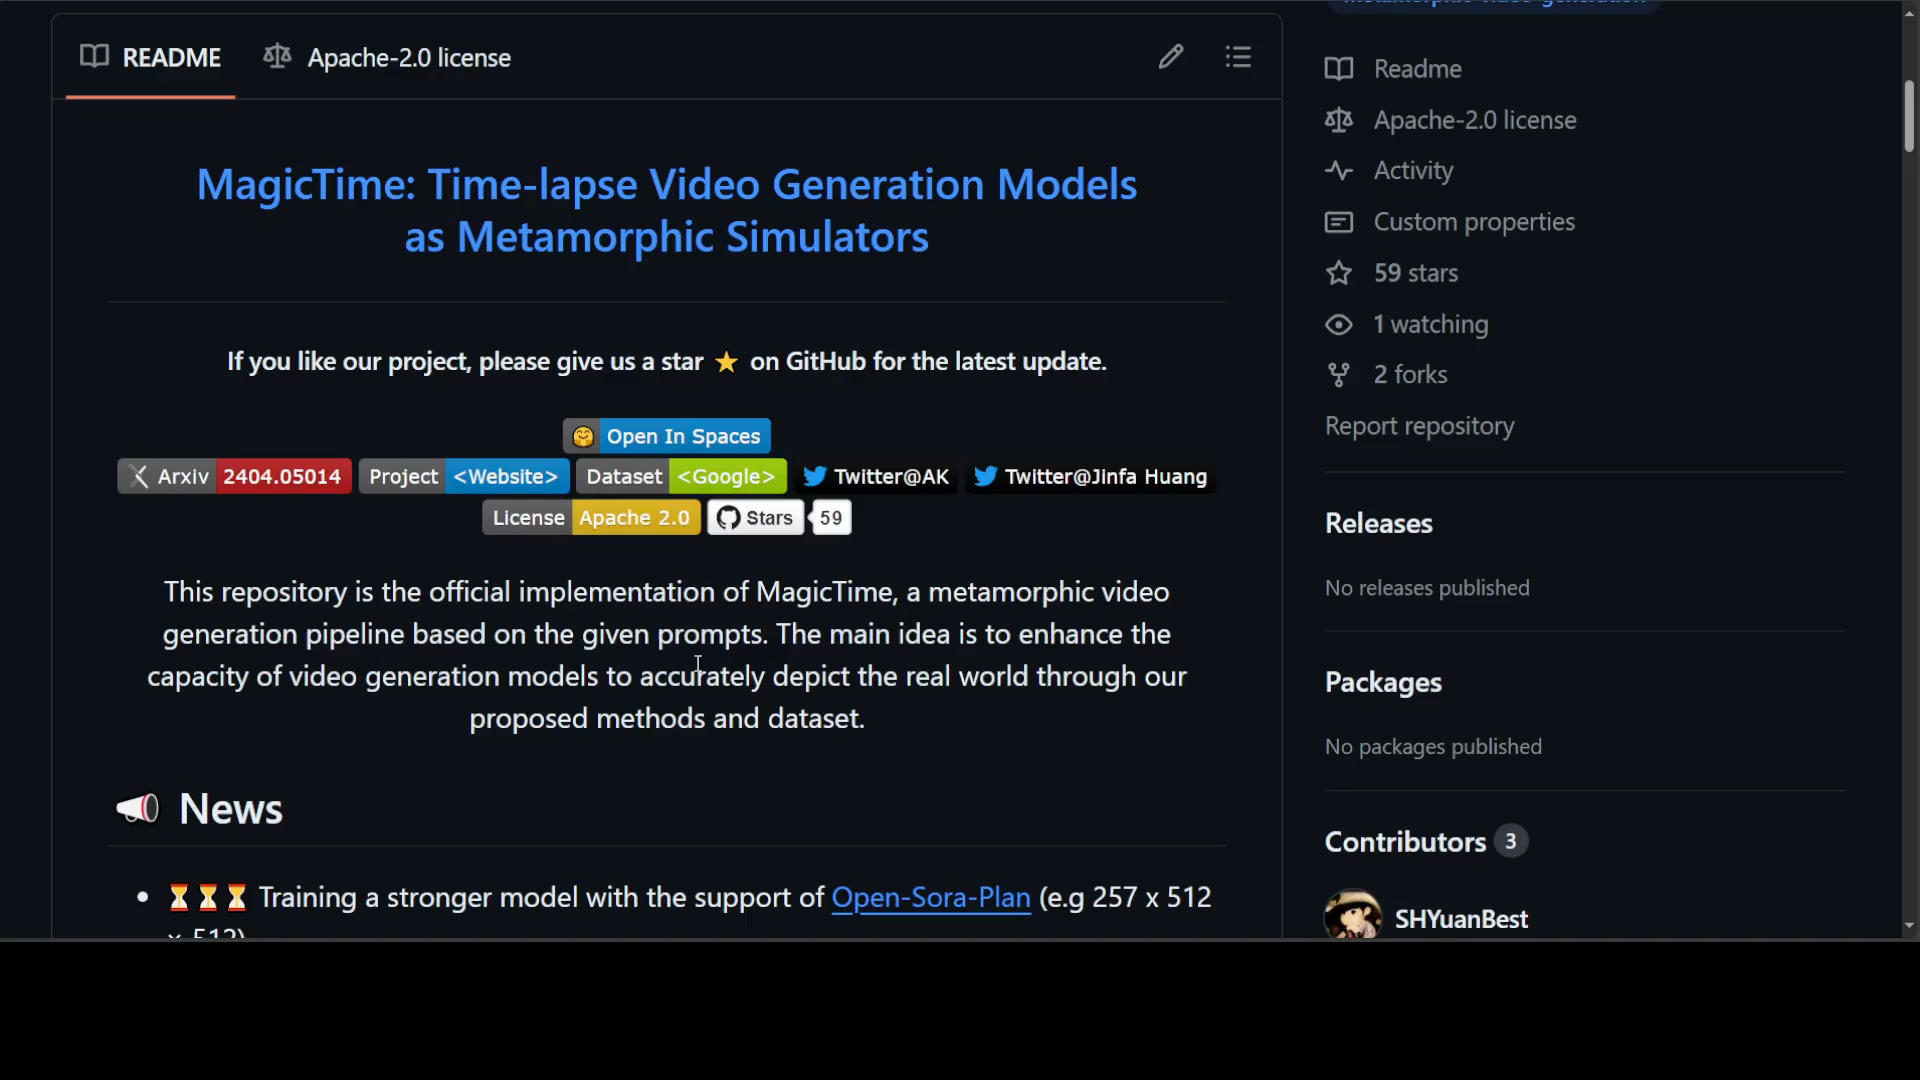 README
Apache-2.0 license
MagicTime: Time-lapse Video Generation Models
as Metamorphic Simulators
If you like our project, please give us a star ⭐ on GitHub for the latest update.
Open In Spaces
Arxiv 2404.05014 Project <Website> Dataset <Google> Twitter@AK Twitter@Jinfa Huang
License Apache 2.0 Stars 59
This repository is the official implementation of MagicTime, a metamorphic video
generation pipeline based on the given prompts. The main idea is to enhance the
capacity of video generation models to accurately depict the real world through our
proposed methods and dataset.
News
Training a stronger model with the support of Open-Sora-Plan (e.g 257 x 512
x 512)
metamorphic-video-generation
Readme
Apache-2.0 license
Activity
Custom properties
59 stars
1 watching
2 forks
Report repository
Releases
No releases published
Packages
No packages published
Contributors 3
SHYuanBest